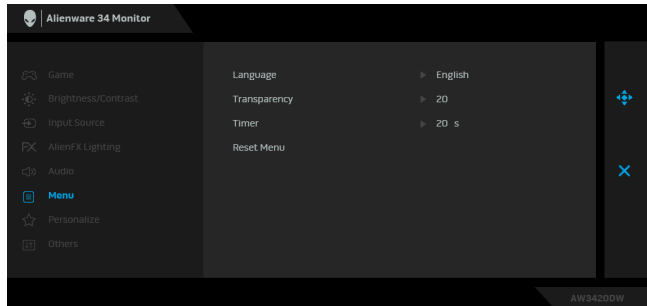 Alienware 34 Monitor
Game
Brightness/Contrast
Input Source
AlienFX Lighting
Audio
Menu
Personalize
Others
Language English
Transparency 20
Timer 20 s
Reset Menu
AW3420DW